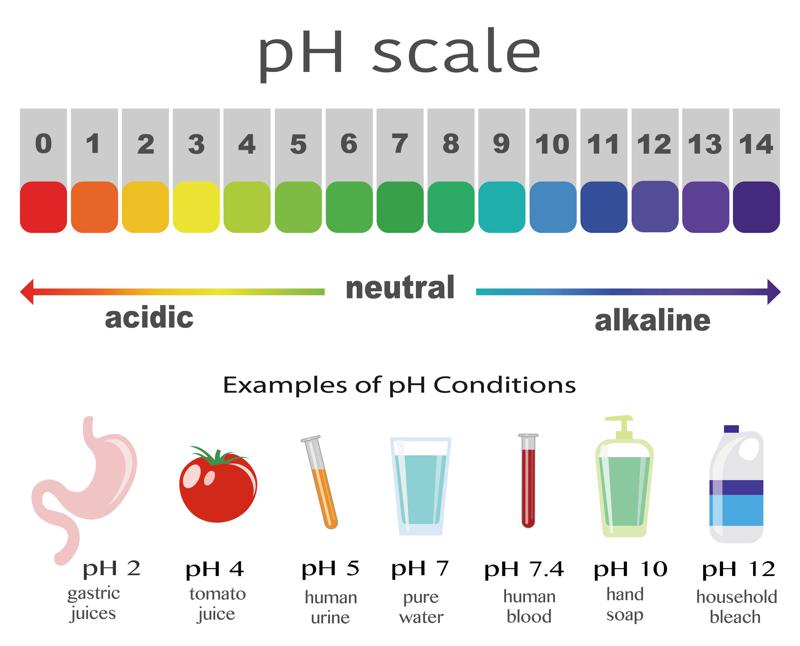 pH scale
0 1 2 3 4 5 6 7 8 9 10 11 12 13 14
neutral
acidic
alkaline
Examples of pH Conditions
pH 2 pH 4 pH 5 pH 7 pH 7.4 pH 10 pH 12
gastric tomato human pure human hand household
juices juice urine water blood soap bleach